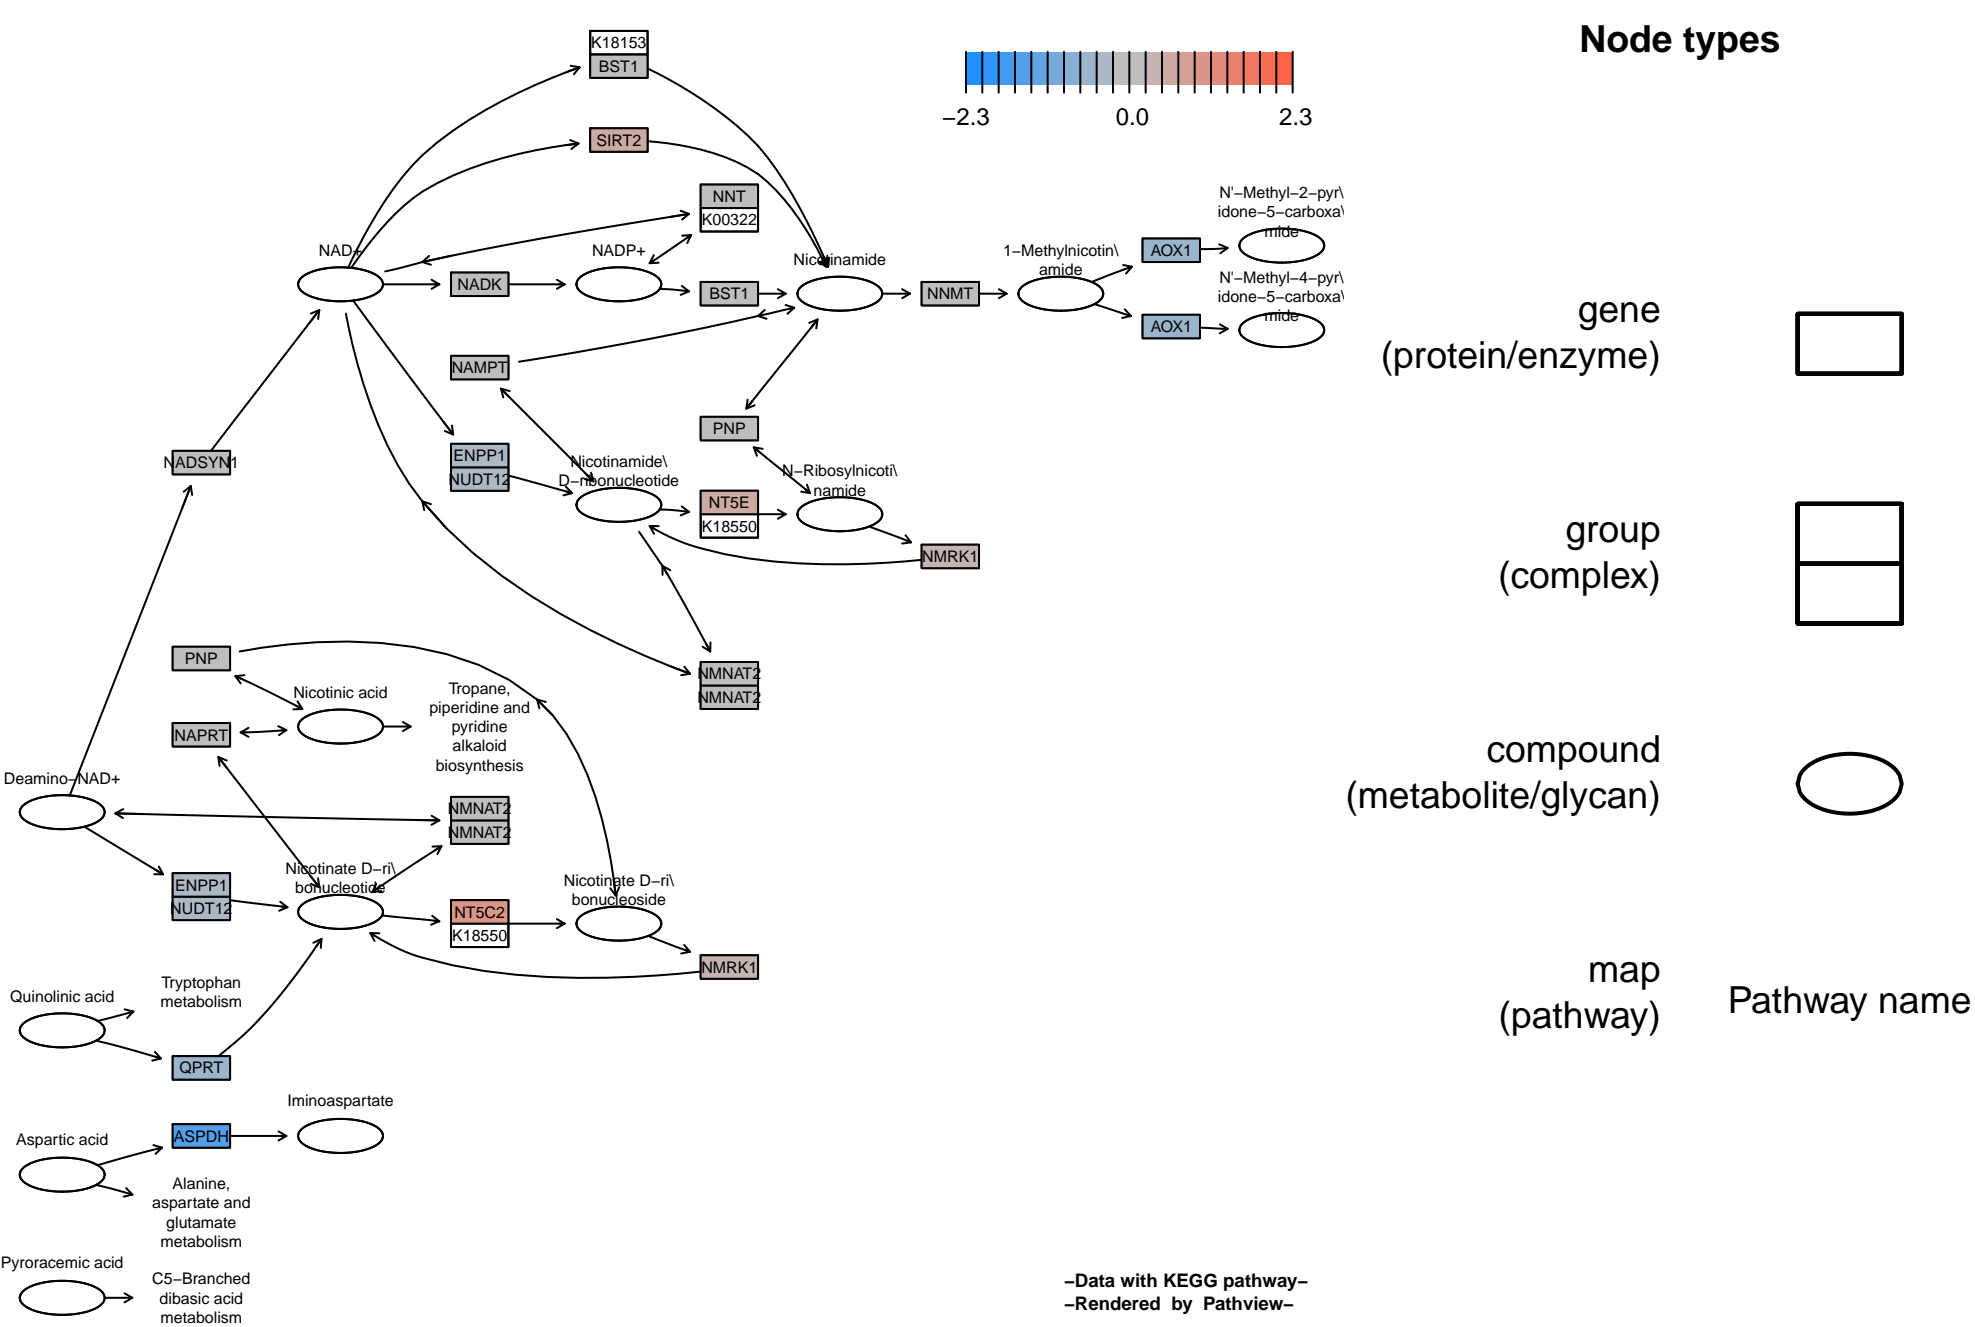 Node types
K18153
BST1
−2.3
0.0
2.3
SIRT2
NNT
K00322
N'−Methyl−2−pyr\
idone−5−carboxa\
mide
NAD+
NADP+
Nicotinamide
1−Methylnicotin\
amide
AOX1
N'−Methyl−4−pyr\
idone−5−carboxa\
mide
NADK
BST1
NNMT
AOX1
gene
(protein/enzyme)
NAMPT
PNP
NADSYN1
ENPP1
NUDT12
Nicotinamide\
D−ribonucleotide
N−Ribosylnicoti\
namide
NT5E
K18550
NMRK1
group
(complex)
PNP
NMNAT2
NMNAT2
Nicotinic acid
Tropane,
piperidine and
pyridine
alkaloid
biosynthesis
NAPRT
compound
(metabolite/glycan)
Deamino−NAD+
NMNAT2
NMNAT2
ENPP1
NUDT12
Nicotinate D−ri\
bonucleotide
Nicotinate D−ri\
bonucleoside
NT5C2
K18550
NMRK1
map
(pathway)
Pathway name
Quinolinic acid
Tryptophan
metabolism
QPRT
Iminoaspartate
Aspartic acid
ASPDH
Alanine,
aspartate and
glutamate
metabolism
Pyroracemic acid
C5−Branched
dibasic acid
metabolism
−Data with KEGG pathway−
−Rendered by Pathview−